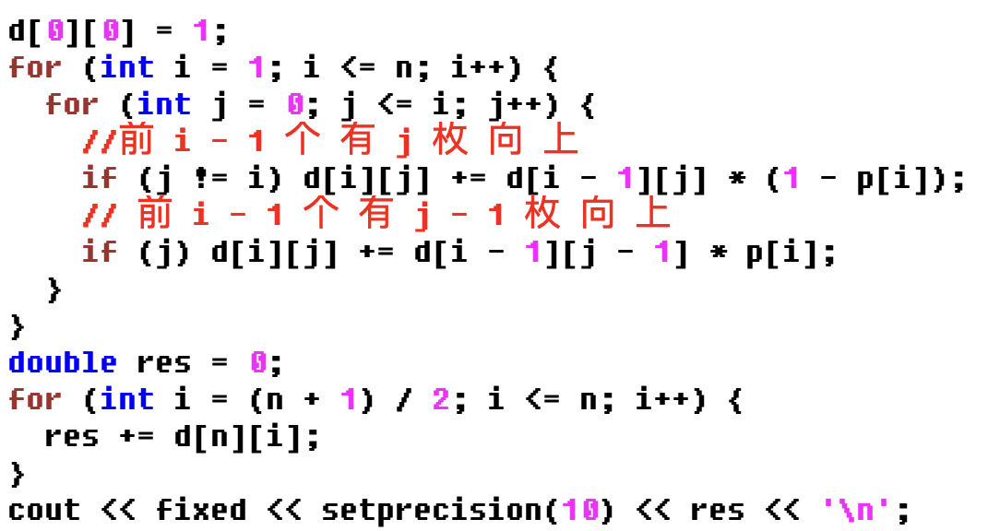 d[0][0] = 1;
for (int i = 1; i <= n; i++) {
  for (int j = 0; j <= i; j++) {
    //前 i - 1 个 有 j 枚 向 上
    if (j != i) d[i][j] += d[i - 1][j] * (1 - p[i]);
    // 前 i - 1 个 有 j - 1 枚 向 上
    if (j) d[i][j] += d[i - 1][j - 1] * p[i];
  }
}
double res = 0;
for (int i = (n + 1) / 2; i <= n; i++) {
  res += d[n][i];
}
cout << fixed << setprecision(10) << res << '\n';